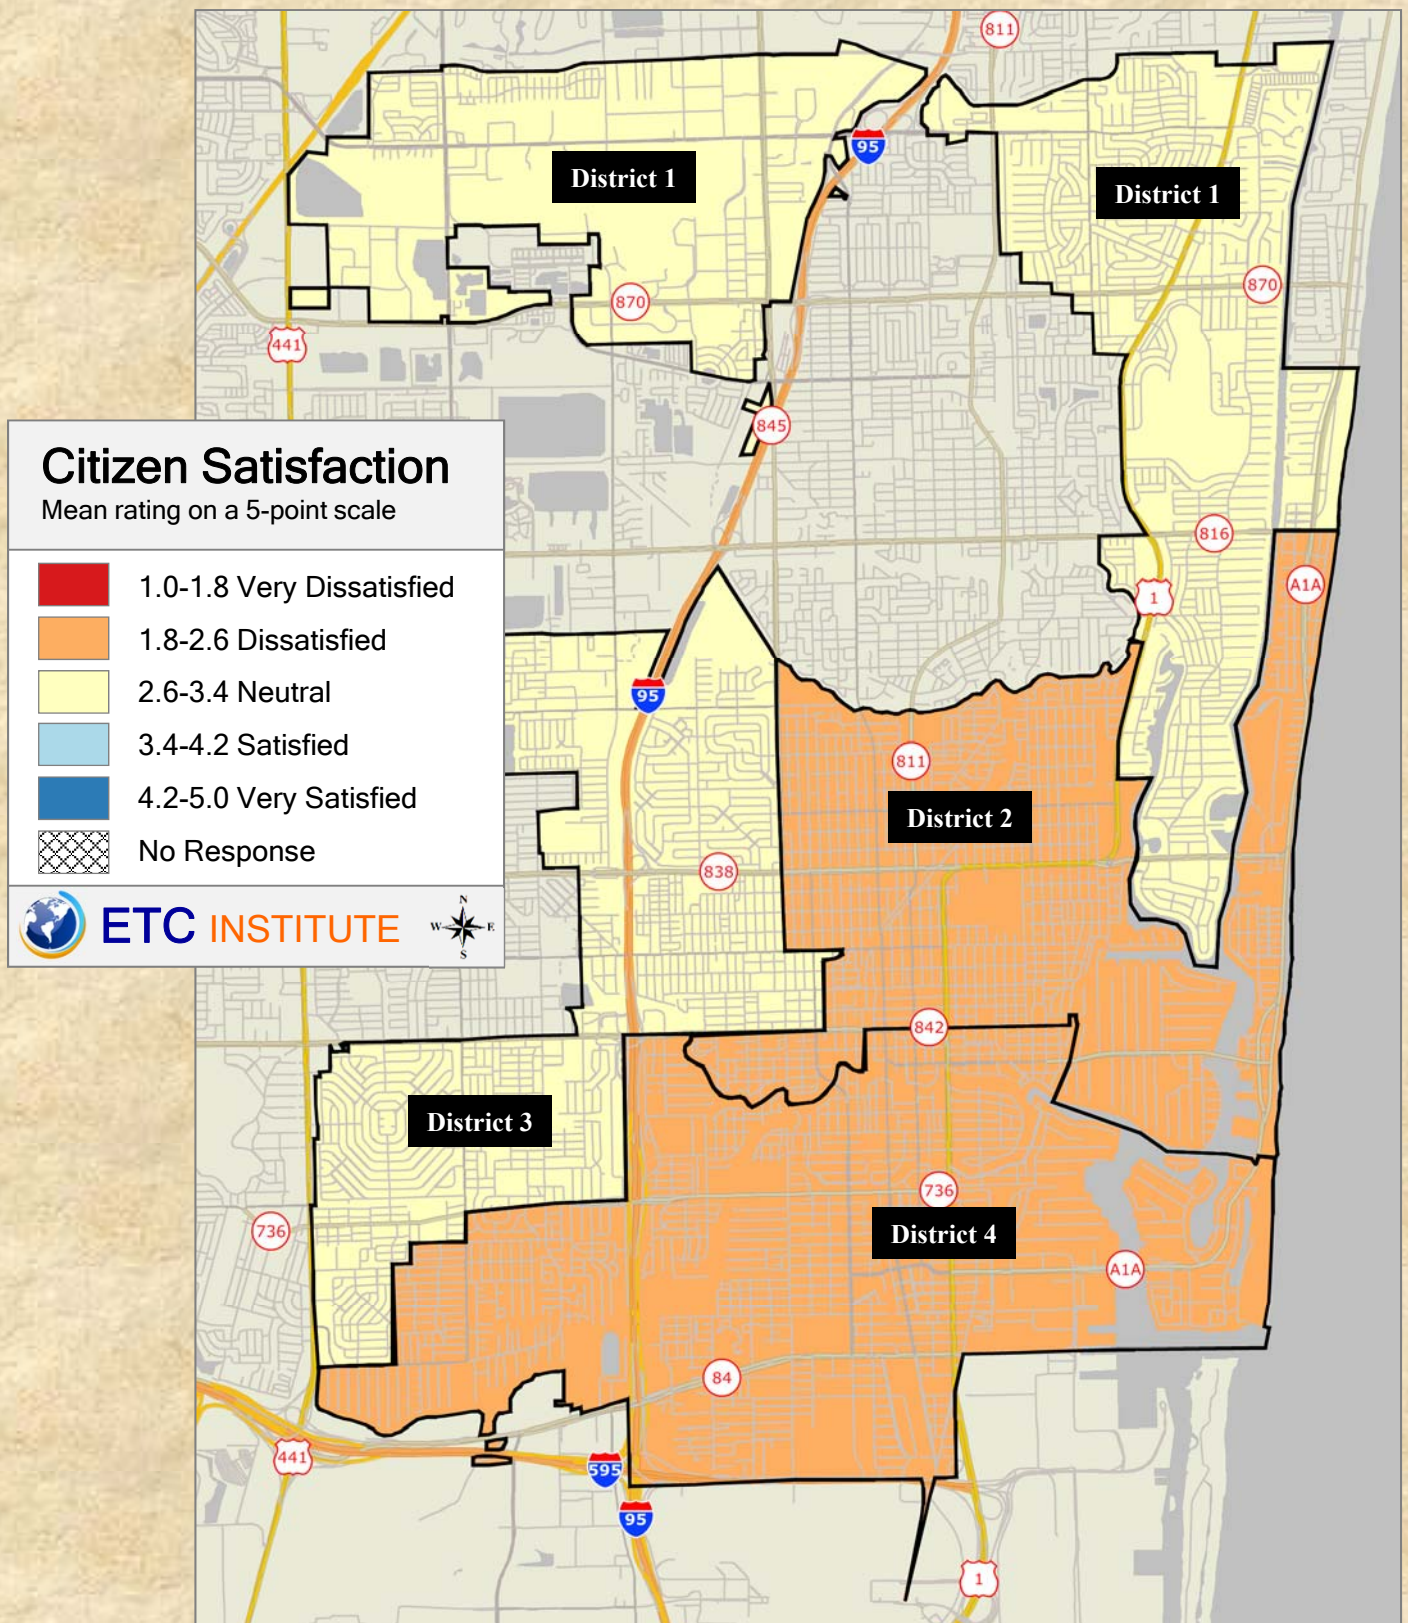 811
95
District 1
District 1
870
870
441
845
Citizen Satisfaction
Mean rating on a 5-point scale
816
1.0-1.8 Very Dissatisfied
A1A
1
1.8-2.6 Dissatisfied
2.6-3.4 Neutral
95
3.4-4.2 Satisfied
811
4.2-5.0 Very Satisfied
District 2
No Response
838
N
W E
S
ETC INSTITUTE
842
District 3
736
736
District 4
A1A
84
441
595
95
1